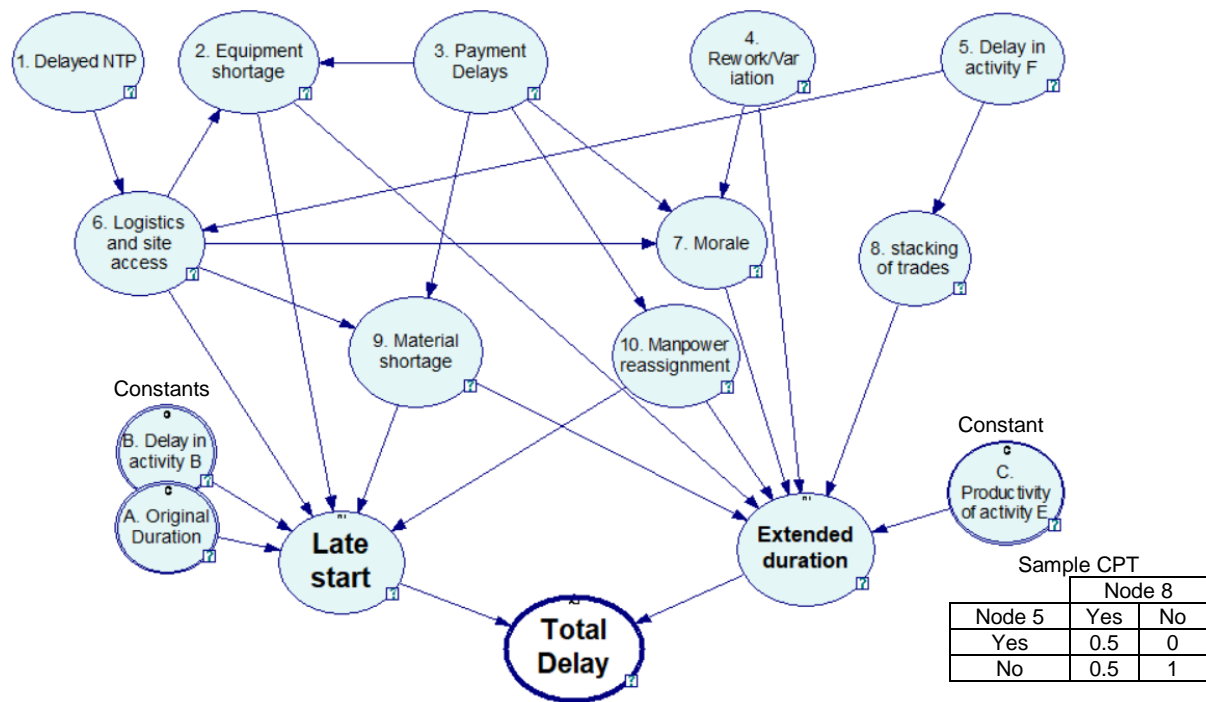 1. Delayed NTP
2. Equipment
shortage
3. Payment
Delays
4.
Rework/Var
iation
5. Delay in
activity F
6. Logistics
and site
access
7. Morale
8. stacking
of trades
9. Material
shortage
10. Manpower
reassignment
Constants
B. Delay in
activity B
A. Original
Duration
Late
start
Extended
duration
Constant
C.
Productivity
of activity E
Total
Delay
Sample CPT
Node 8
Node 5 Yes No
Yes 0.5 0
No 0.5 1